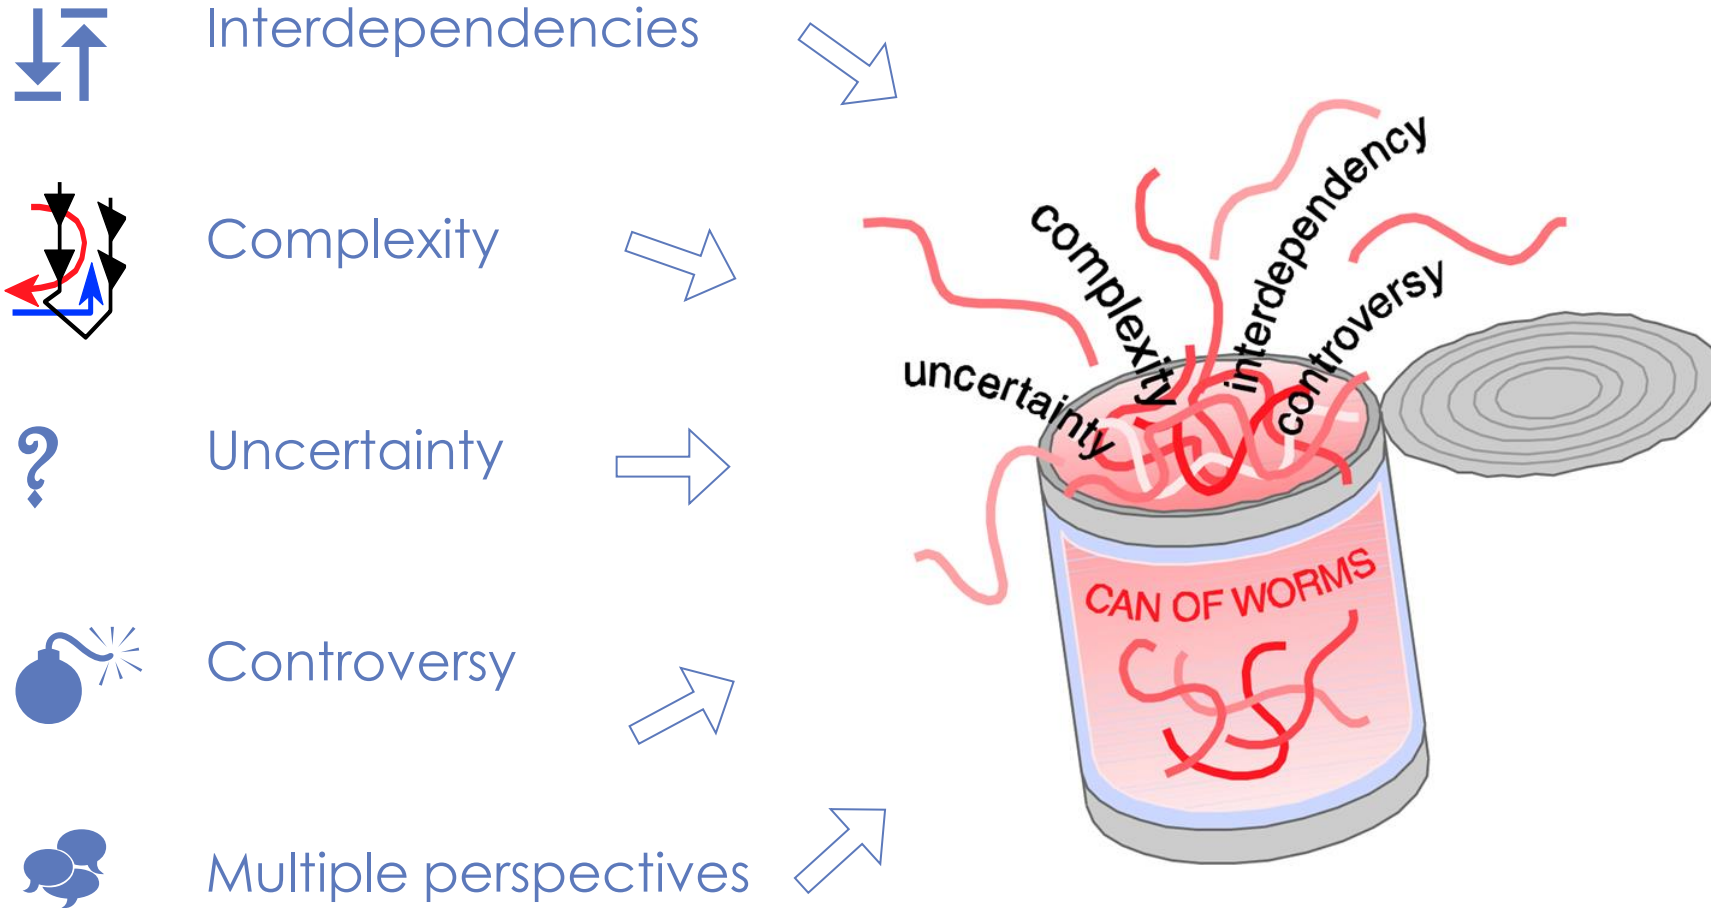 Interdependencies
Complexity
Uncertainty
?
Controversy
Multiple perspectives
uncertainty
complexity
interdependency
controversy
CAN OF WORMS